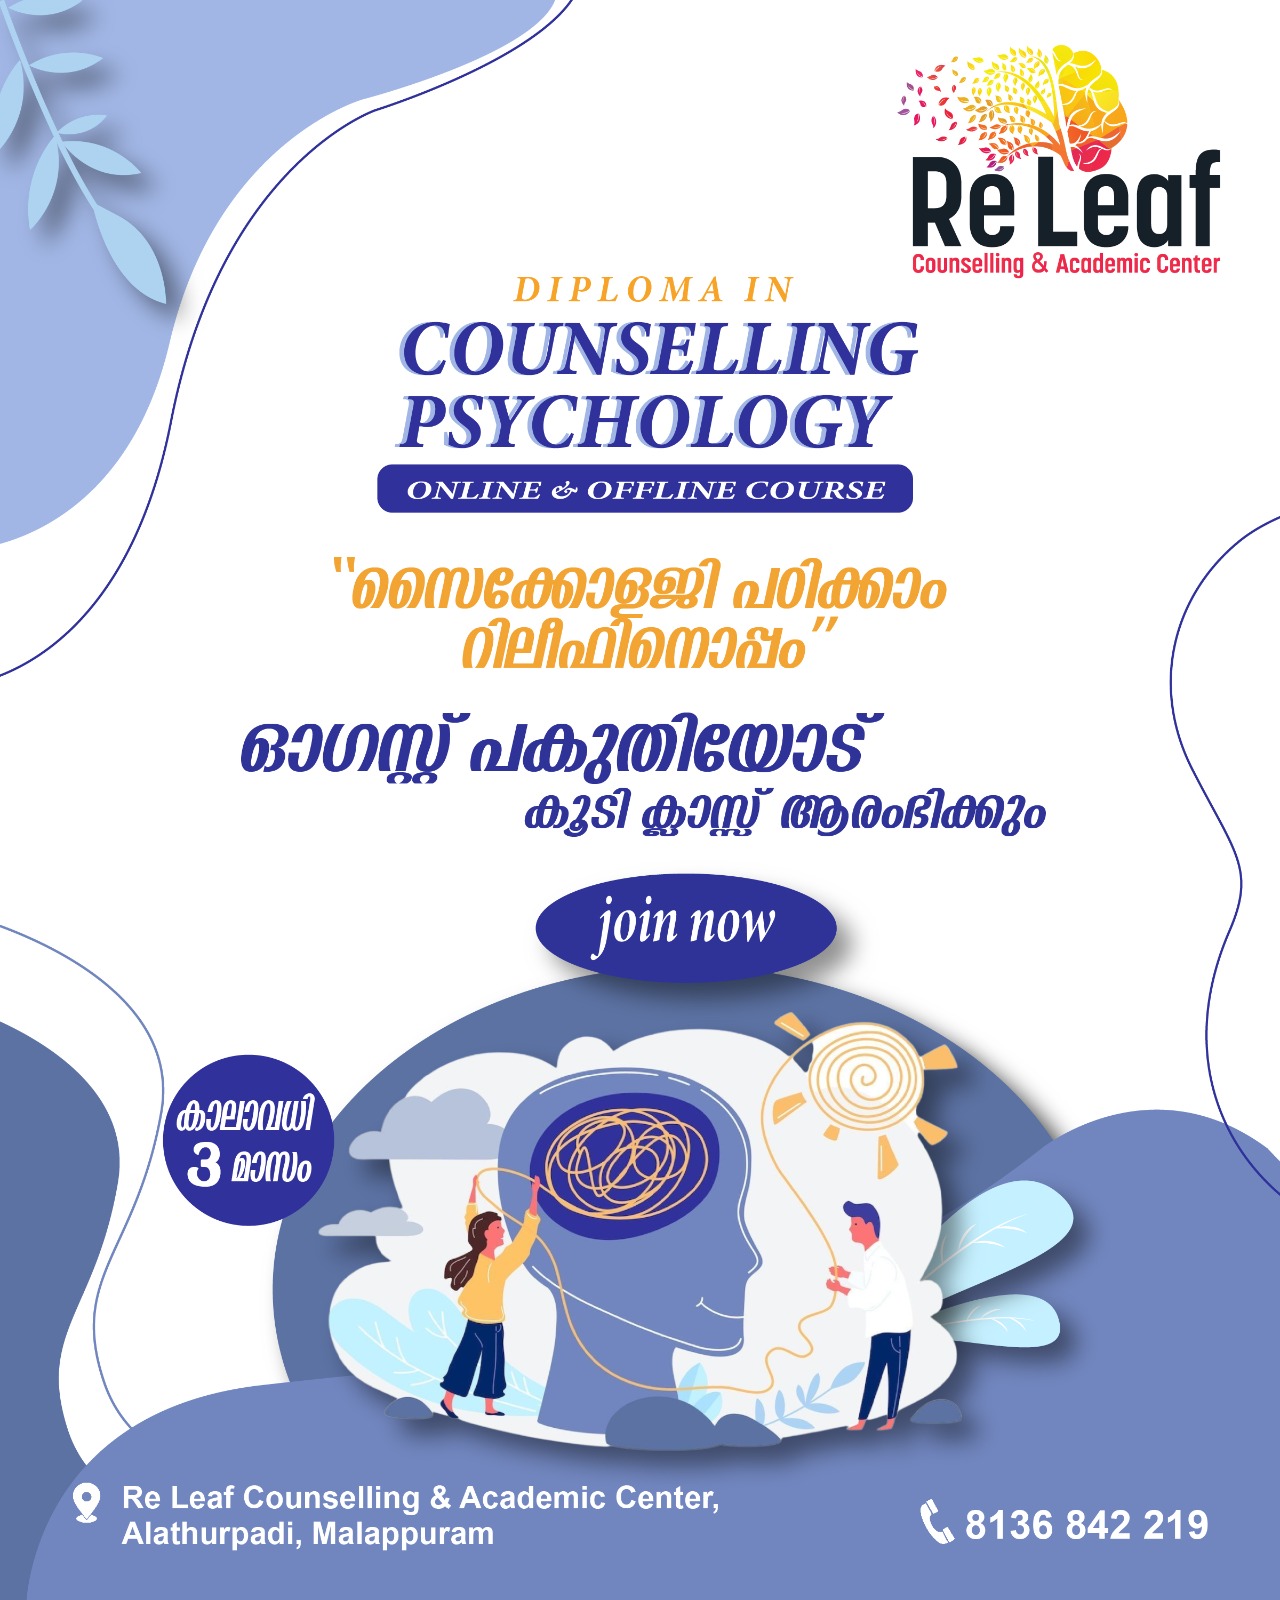 Re Leaf
Counselling & Academic Center
DIPLOMA IN
COUNSELLING
PSYCHOLOGY
ONLINE & OFFLINE COURSE
“സൈക്കോളജി പഠിക്കാം
റിലീഫിനൊപ്പം”
ഓഗസ്റ്റ് പകുതിയോട്
കൂടി ക്ലാസ്സ് ആരംഭിക്കും
join now
കാലാവധി
3 മാസം
Re Leaf Counselling & Academic Center,
Alathurpadi, Malappuram
8136 842 219